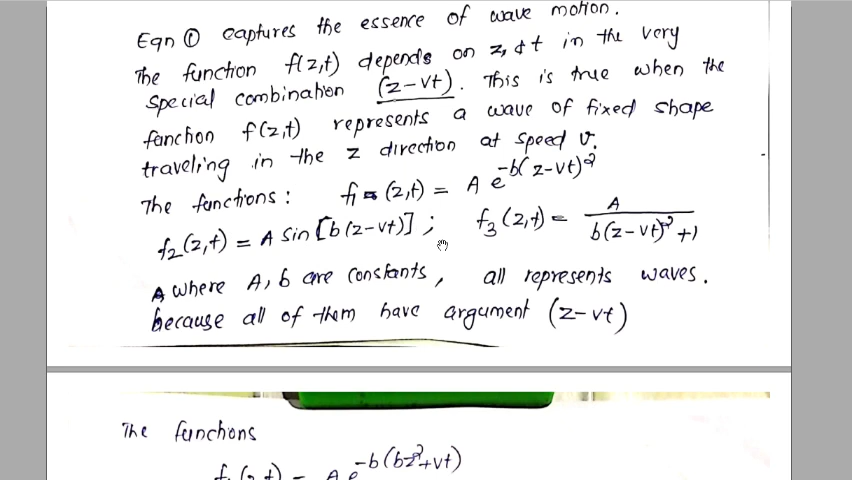 Eqn ① captures the essence of wave motion.
The function f(z,t) depends on z, & t in the very
special combination (z-vt). This is true when the
function f(z,t) represents a wave of fixed shape
traveling in the z direction at speed v.
The functions: f₁(z,t) = A e^{-b(z-vt)²}
f₂(z,t) = A sin[b(z-vt)]; f₃(z,t) = A / (b(z-vt)²+1)
where A, b are constants, all represents waves.
because all of them have argument (z-vt)
The functions
-b(bz²+vt)